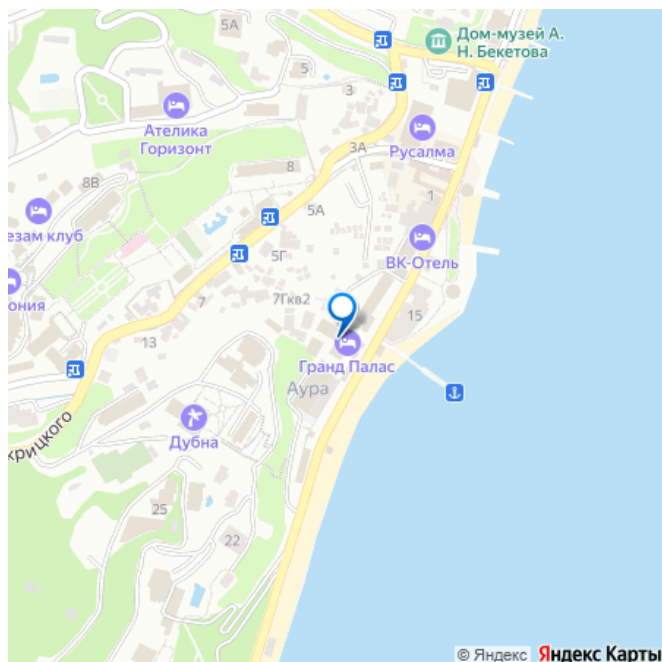 5А
Дом-музей А.
Н. Бекетова
5
3
Ателика
Горизонт
3А
Русалма
8
8В
1
5А
езам клуб
5Г
ВК-Отель
ония
7
7Гкв2
15
13
Гранд Палас
Аура
Дубна
хрицкого
25
22
© Яндекс
Яндекс Карты